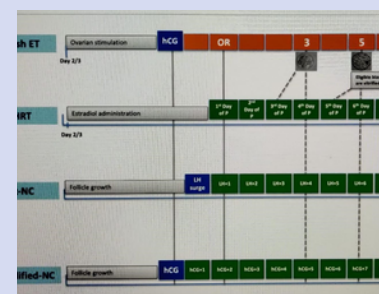 sh ET
Ovarian stimulation
hCG
OR
3
5
Day 2/3
HRT
Estradiol administration
1st Day of P
2nd Day of P
3rd Day of P
4th Day of P
5th Day of P
6th Day of P
Day 2/3
-NC
Follicle growth
LH surge
LH+1
LH+2
LH+3
LH+4
LH+5
LH+6
dified-NC
Follicle growth
hCG
hCG+1
hCG+2
hCG+3
hCG+4
hCG+5
hCG+6
hCG+7